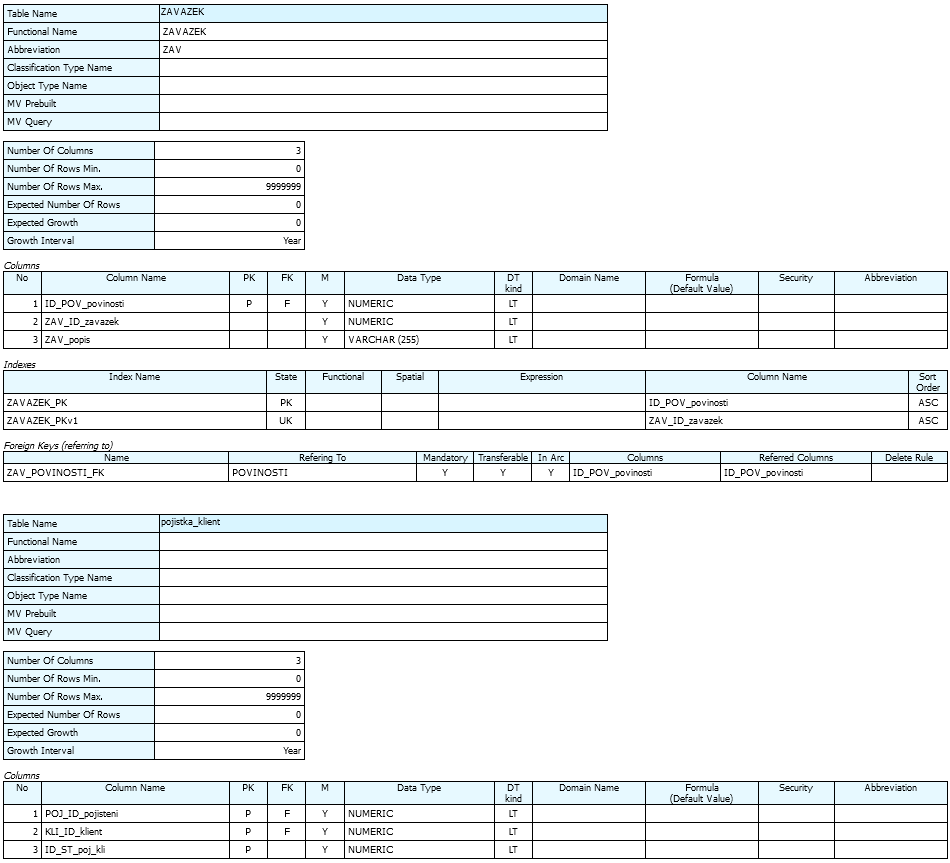 Table Name ZAVAZEK
Functional Name ZAVAZEK
Abbreviation ZAV
Classification Type Name
Object Type Name
MV Prebuilt
MV Query
Number Of Columns 3
Number Of Rows Min. 0
Number Of Rows Max. 9999999
Expected Number Of Rows 0
Expected Growth 0
Growth Interval Year
Columns
No Column Name PK FK M Data Type DT kind Domain Name Formula (Default Value) Security Abbreviation
1 ID_POV_povinosti P F Y NUMERIC LT
2 ZAV_ID_zavazek Y NUMERIC LT
3 ZAV_popis Y VARCHAR (255) LT
Indexes
Index Name State Functional Spatial Expression Column Name Sort Order
ZAVAZEK_PK PK ID_POV_povinosti ASC
ZAVAZEK_PKv1 UK ZAV_ID_zavazek ASC
Foreign Keys (referring to)
Name Refering To Mandatory Transferable In Arc Columns Referred Columns Delete Rule
ZAV_POVINOSTI_FK POVINOSTI Y Y Y ID_POV_povinosti ID_POV_povinosti
Table Name pojistka_klient
Functional Name
Abbreviation
Classification Type Name
Object Type Name
MV Prebuilt
MV Query
Number Of Columns 3
Number Of Rows Min. 0
Number Of Rows Max. 9999999
Expected Number Of Rows 0
Expected Growth 0
Growth Interval Year
Columns
No Column Name PK FK M Data Type DT kind Domain Name Formula (Default Value) Security Abbreviation
1 POJ_ID_pojisteni P F Y NUMERIC LT
2 KLI_ID_klient P F Y NUMERIC LT
3 ID_ST_poj_kli P Y NUMERIC LT